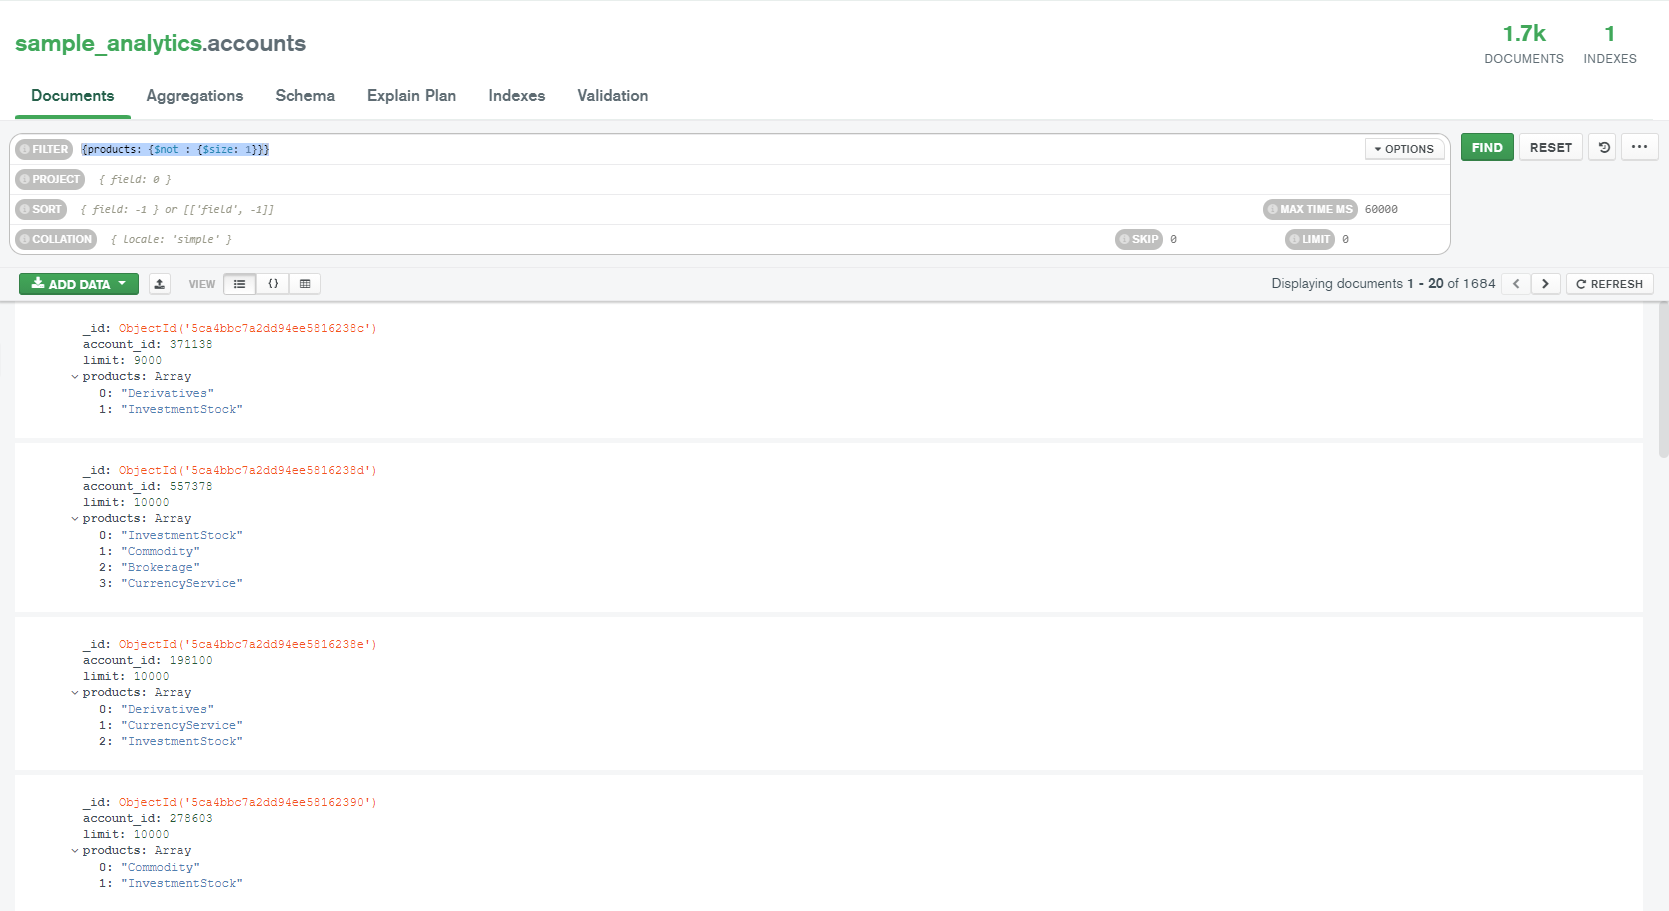 sample_analytics.accounts
1.7k
DOCUMENTS
1
INDEXES
Documents Aggregations Schema Explain Plan Indexes Validation
FILTER {products: {$not : {$size: 1}}} OPTIONS FIND RESET ...
PROJECT { field: 0 }
SORT { field: -1 } or [['field', -1]] MAX TIME MS 60000
COLLATION { locale: 'simple' } SKIP 0 LIMIT 0
ADD DATA VIEW {} Displaying documents 1 - 20 of 1684 < > REFRESH
_id: ObjectId('5ca4bbc7a2dd94ee5816238c')
account_id: 371138
limit: 9000
products: Array
0: "Derivatives"
1: "InvestmentStock"
_id: ObjectId('5ca4bbc7a2dd94ee5816238d')
account_id: 557378
limit: 10000
products: Array
0: "InvestmentStock"
1: "Commodity"
2: "Brokerage"
3: "CurrencyService"
_id: ObjectId('5ca4bbc7a2dd94ee5816238e')
account_id: 198100
limit: 10000
products: Array
0: "Derivatives"
1: "CurrencyService"
2: "InvestmentStock"
_id: ObjectId('5ca4bbc7a2dd94ee58162390')
account_id: 278603
limit: 10000
products: Array
0: "Commodity"
1: "InvestmentStock"